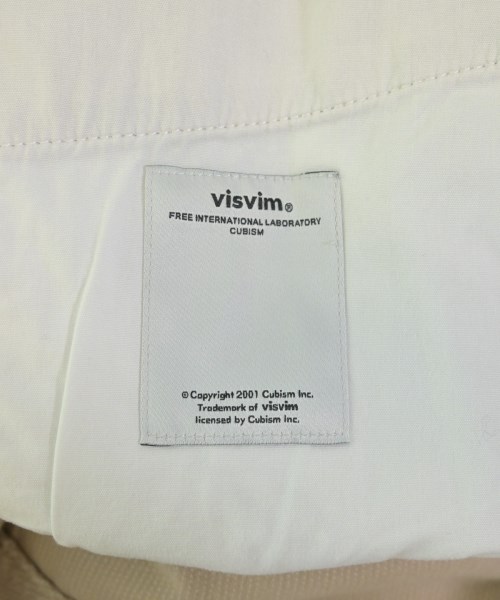 visvim®
FREE INTERNATIONAL LABORATORY
CUBISM
© Copyright 2001 Cubism Inc.
Trademark of visvim
licensed by Cubism Inc.